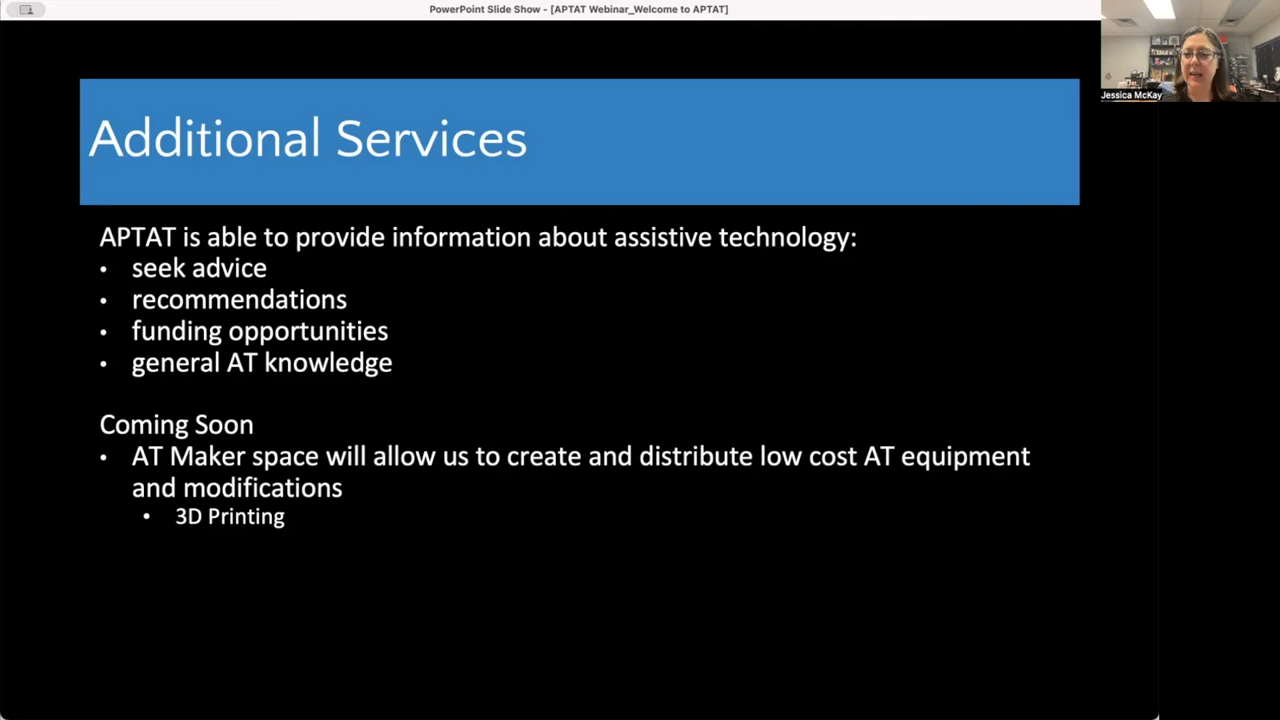 PowerPoint Slide Show - [APTAT Webinar_Welcome to APTAT]
Jessica McKay
Additional Services
APTAT is able to provide information about assistive technology:
• seek advice
• recommendations
• funding opportunities
• general AT knowledge
Coming Soon
• AT Maker space will allow us to create and distribute low cost AT equipment
and modifications
• 3D Printing